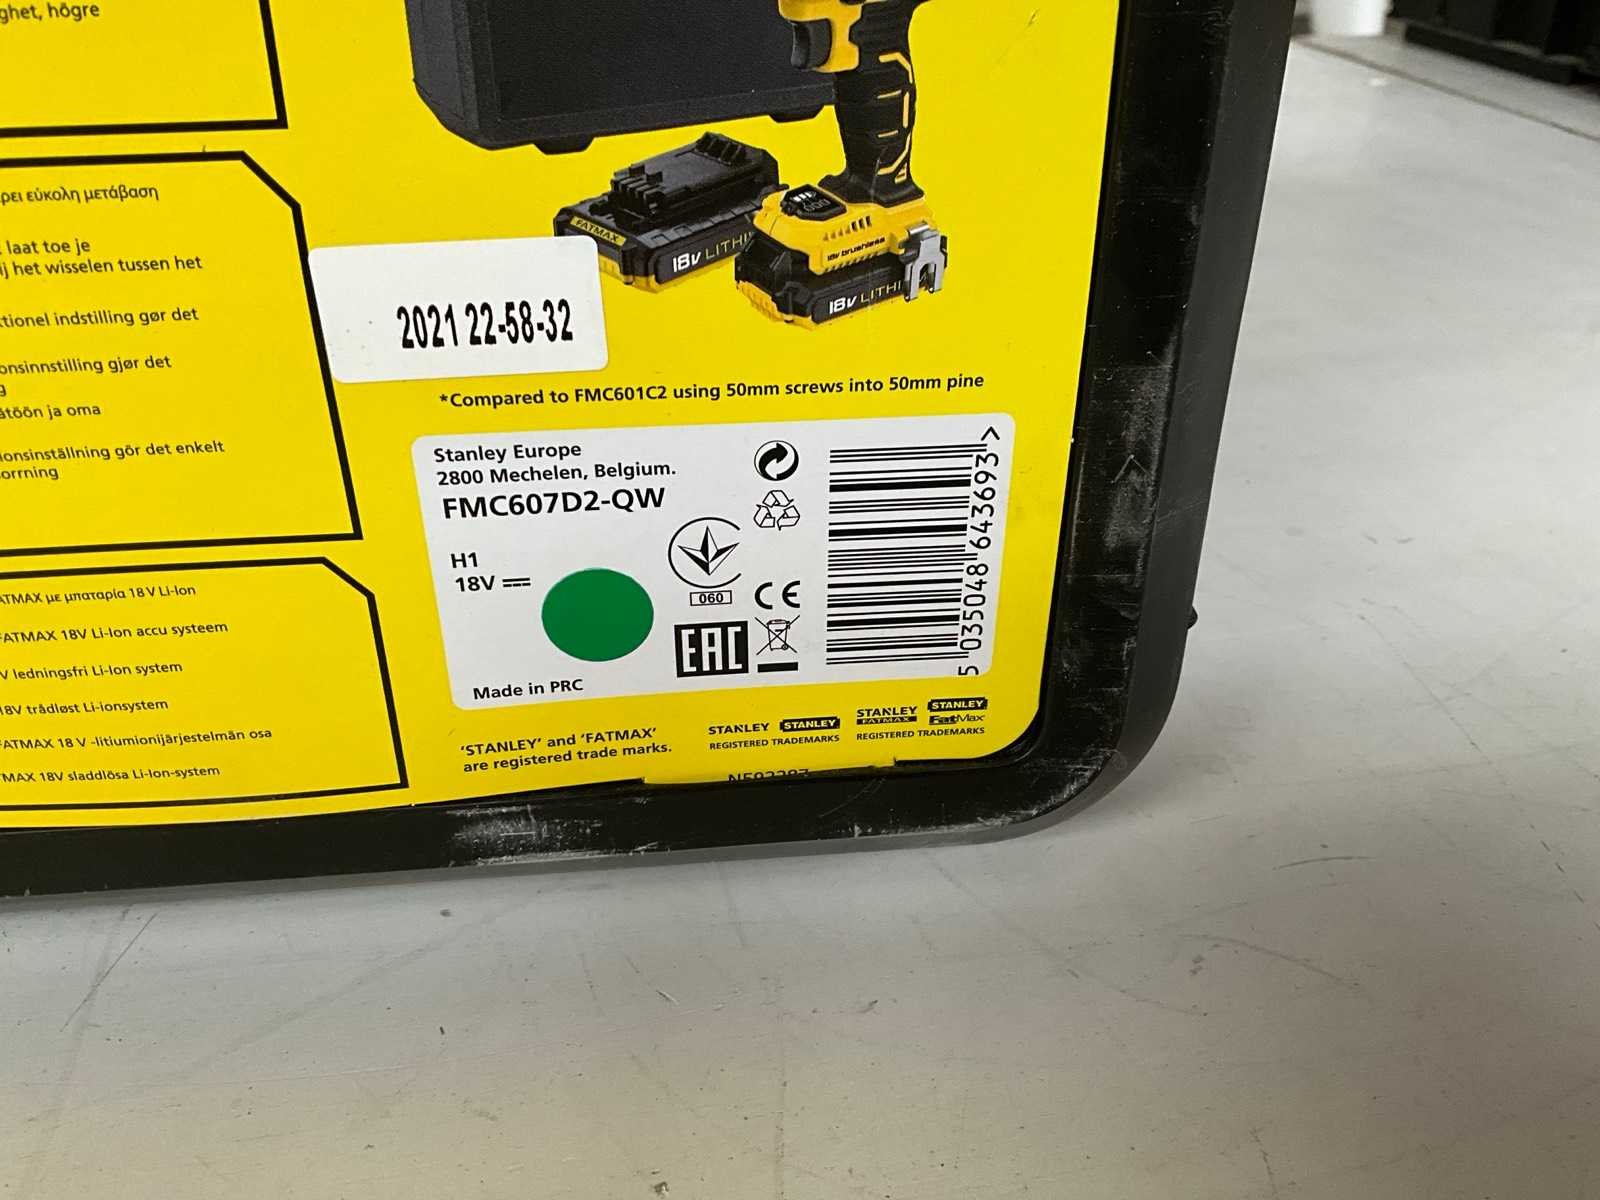 ghet, högre
ρει εύκολη μετάβαση
laat toe je
ij het wisselen tussen het
tionel indstilling gør det
onsinnstilling gjør det
g
åtöön ja oma
ionsinställning gör det enkelt
orrning
ATMAX με μπαταρία 18 V Li-Ion
FATMAX 18V Li-Ion accu systeem
V ledningsfri Li-Ion system
18V trådløst Li-ionsystem
FATMAX 18 V -litiumionijärjestelmän osa
TMAX 18V sladdlösa Li-Ion-system
FATMAX
18V LITHI
18V brushless
18V LITHI
2021 22-58-32
*Compared to FMC601C2 using 50mm screws into 50mm pine
Stanley Europe
2800 Mechelen, Belgium.
FMC607D2-QW
H1
18V
060
CE
EAC
Made in PRC
5 035048 643693 >
'STANLEY' and 'FATMAX'
are registered trade marks.
STANLEY STANLEY
REGISTERED TRADEMARKS
STANLEY FATMAX STANLEY FatMax
REGISTERED TRADEMARKS